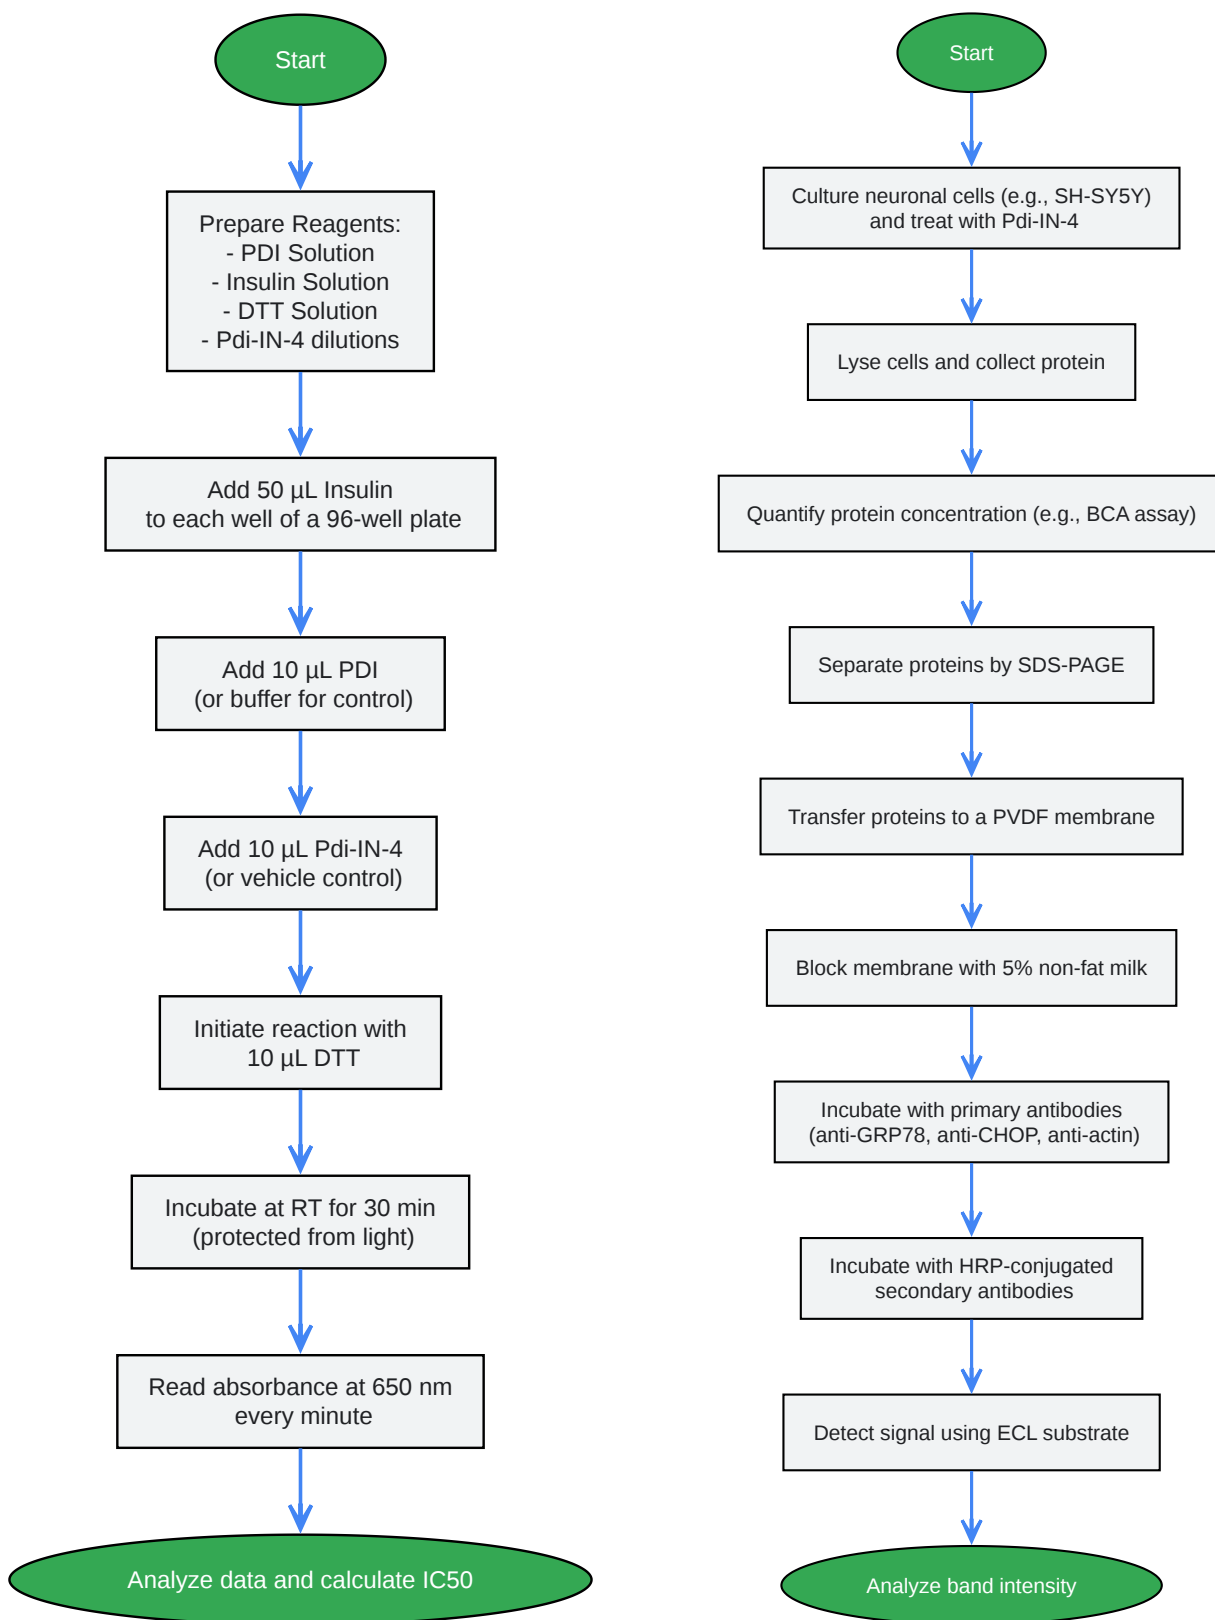 Start
Prepare Reagents:
- PDI Solution
- Insulin Solution
- DTT Solution
- Pdi-IN-4 dilutions
Add 50 µL Insulin
to each well of a 96-well plate
Add 10 µL PDI
(or buffer for control)
Add 10 µL Pdi-IN-4
(or vehicle control)
Initiate reaction with
10 µL DTT
Incubate at RT for 30 min
(protected from light)
Read absorbance at 650 nm
every minute
Analyze data and calculate IC50
Start
Culture neuronal cells (e.g., SH-SY5Y)
and treat with Pdi-IN-4
Lyse cells and collect protein
Quantify protein concentration (e.g., BCA assay)
Separate proteins by SDS-PAGE
Transfer proteins to a PVDF membrane
Block membrane with 5% non-fat milk
Incubate with primary antibodies
(anti-GRP78, anti-CHOP, anti-actin)
Incubate with HRP-conjugated
secondary antibodies
Detect signal using ECL substrate
Analyze band intensity